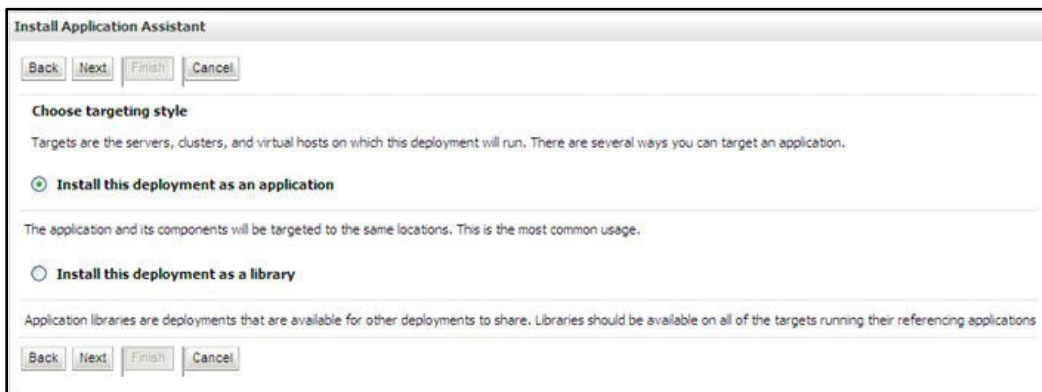 Install Application Assistant
Back Next Finish Cancel
Choose targeting style
Targets are the servers, clusters, and virtual hosts on which this deployment will run. There are several ways you can target an application.
Install this deployment as an application
The application and its components will be targeted to the same locations. This is the most common usage.
Install this deployment as a library
Application libraries are deployments that are available for other deployments to share. Libraries should be available on all of the targets running their referencing applications
Back Next Finish Cancel